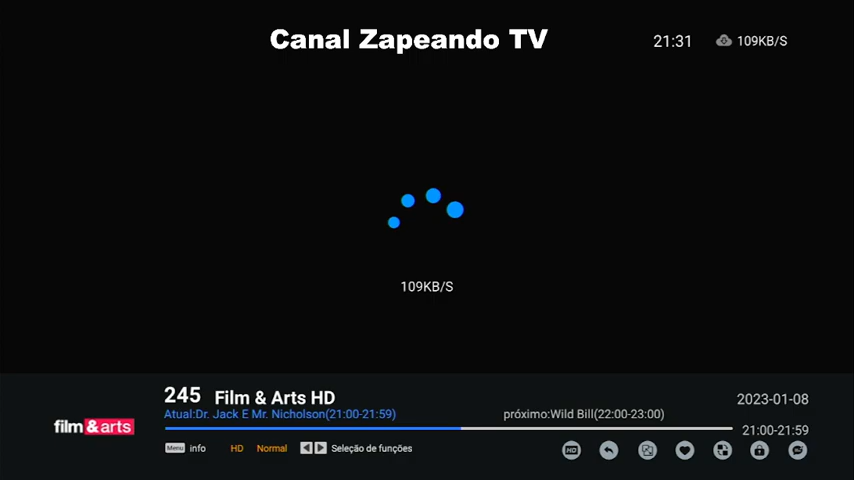 Canal Zapeando TV
21:31
109KB/S
109KB/S
245 Film & Arts HD
2023-01-08
Atual:Dr. Jack E Mr. Nicholson(21:00-21:59)
próximo:Wild Bill(22:00-23:00)
film&arts
21:00-21:59
Menu info HD Normal Seleção de funções
HD